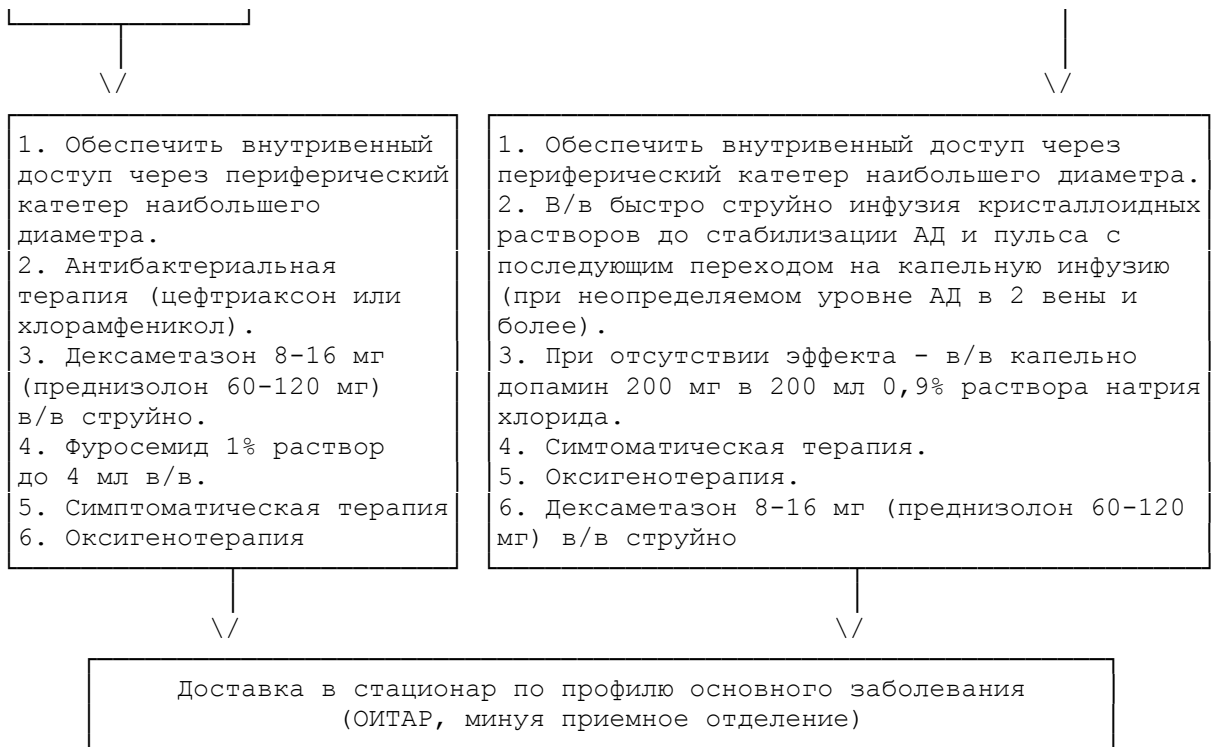 1. Обеспечить внутривенный
доступ через периферический
катетер наибольшего
диаметра.
2. Антибактериальная
терапия (цефтриаксон или
хлорамфеникол).
3. Дексаметазон 8-16 мг
(преднизолон 60-120 мг)
в/в струйно.
4. Фуросемид 1% раствор
до 4 мл в/в.
5. Симптоматическая терапия
6. Оксигенотерапия
1. Обеспечить внутривенный доступ через
периферический катетер наибольшего диаметра.
2. В/в быстро струйно инфузия кристаллоидных
растворов до стабилизации АД и пульса с
последующим переходом на капельную инфузию
(при неопределяемом уровне АД в 2 вены и
более).
3. При отсутствии эффекта - в/в капельно
допамин 200 мг в 200 мл 0,9% раствора натрия
хлорида.
4. Симтоматическая терапия.
5. Оксигенотерапия.
6. Дексаметазон 8-16 мг (преднизолон 60-120
мг) в/в струйно
Доставка в стационар по профилю основного заболевания
(ОИТАР, минуя приемное отделение)